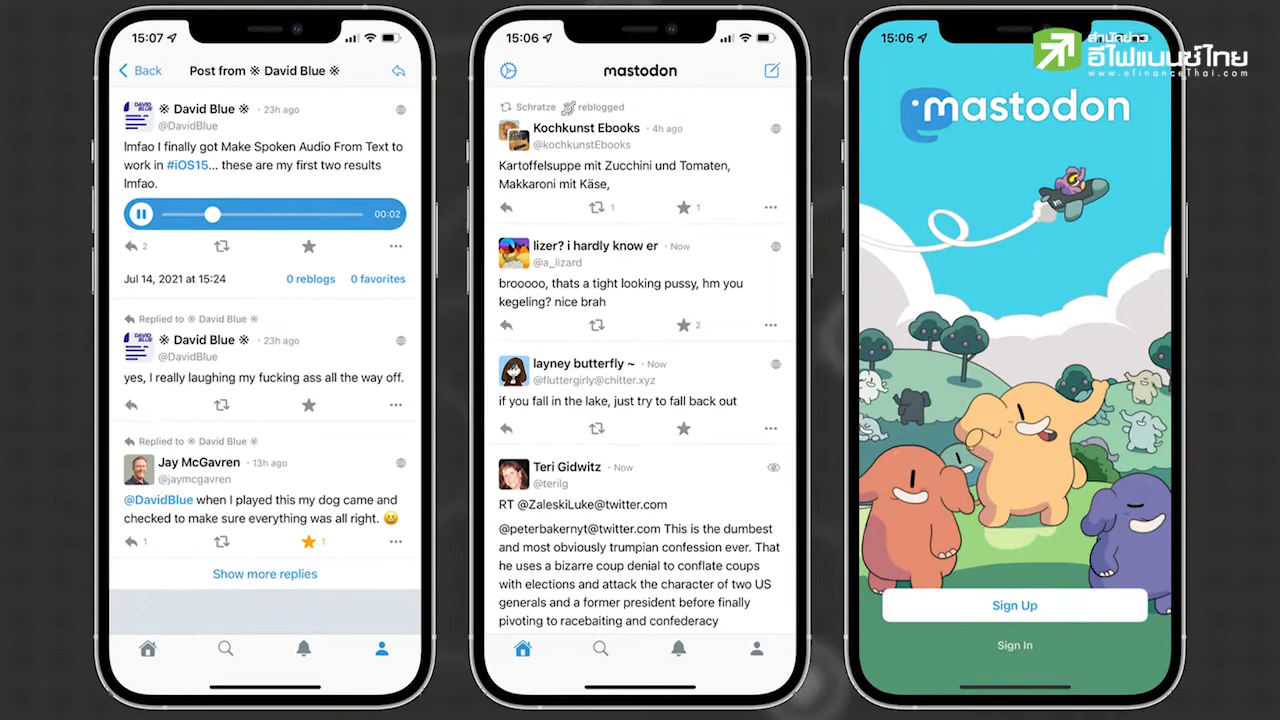 15:07
Back
Post from ※ David Blue ※
DAVID
BLUE
※ David Blue ※ · 23h ago
@DavidBlue
lmfao I finally got Make Spoken Audio From Text to
work in #iOS15... these are my first two results
lmfao.
00:02
2
Jul 14, 2021 at 15:24
0 reblogs
0 favorites
Replied to ※ David Blue ※
DAVID
BLUE
※ David Blue ※ · 23h ago
@DavidBlue
yes, I really laughing my fucking ass all the way off.
Replied to ※ David Blue ※
Jay McGavren · 13h ago
@jaymcgavren
@DavidBlue when I played this my dog came and
checked to make sure everything was all right. 😆
1
1
Show more replies
15:06
mastodon
Schratze reblogged
Kochkunst Ebooks · 4h ago
@kochkunstEbooks
Kartoffelsuppe mit Zucchini und Tomaten,
Makkaroni mit Käse,
1
1
lizer? i hardly know er · Now
@a_lizard
brooooo, thats a tight looking pussy, hm you
kegeling? nice brah
2
layney butterfly ~ · Now
@fluttergirly@chitter.xyz
if you fall in the lake, just try to fall back out
Teri Gidwitz · Now
@terilg
RT @ZaleskiLuke@twitter.com
@peterbakernyt@twitter.com This is the dumbest
and most obviously trumpian confession ever. That
he uses a bizarre coup denial to conflate coups
with elections and attack the character of two US
generals and a former president before finally
pivoting to racebaiting and confederacy
15:06
สำนักข่าว
อีไฟแนนซ์ไทย
www.efinanceThai.com
mastodon
m
Sign Up
Sign In